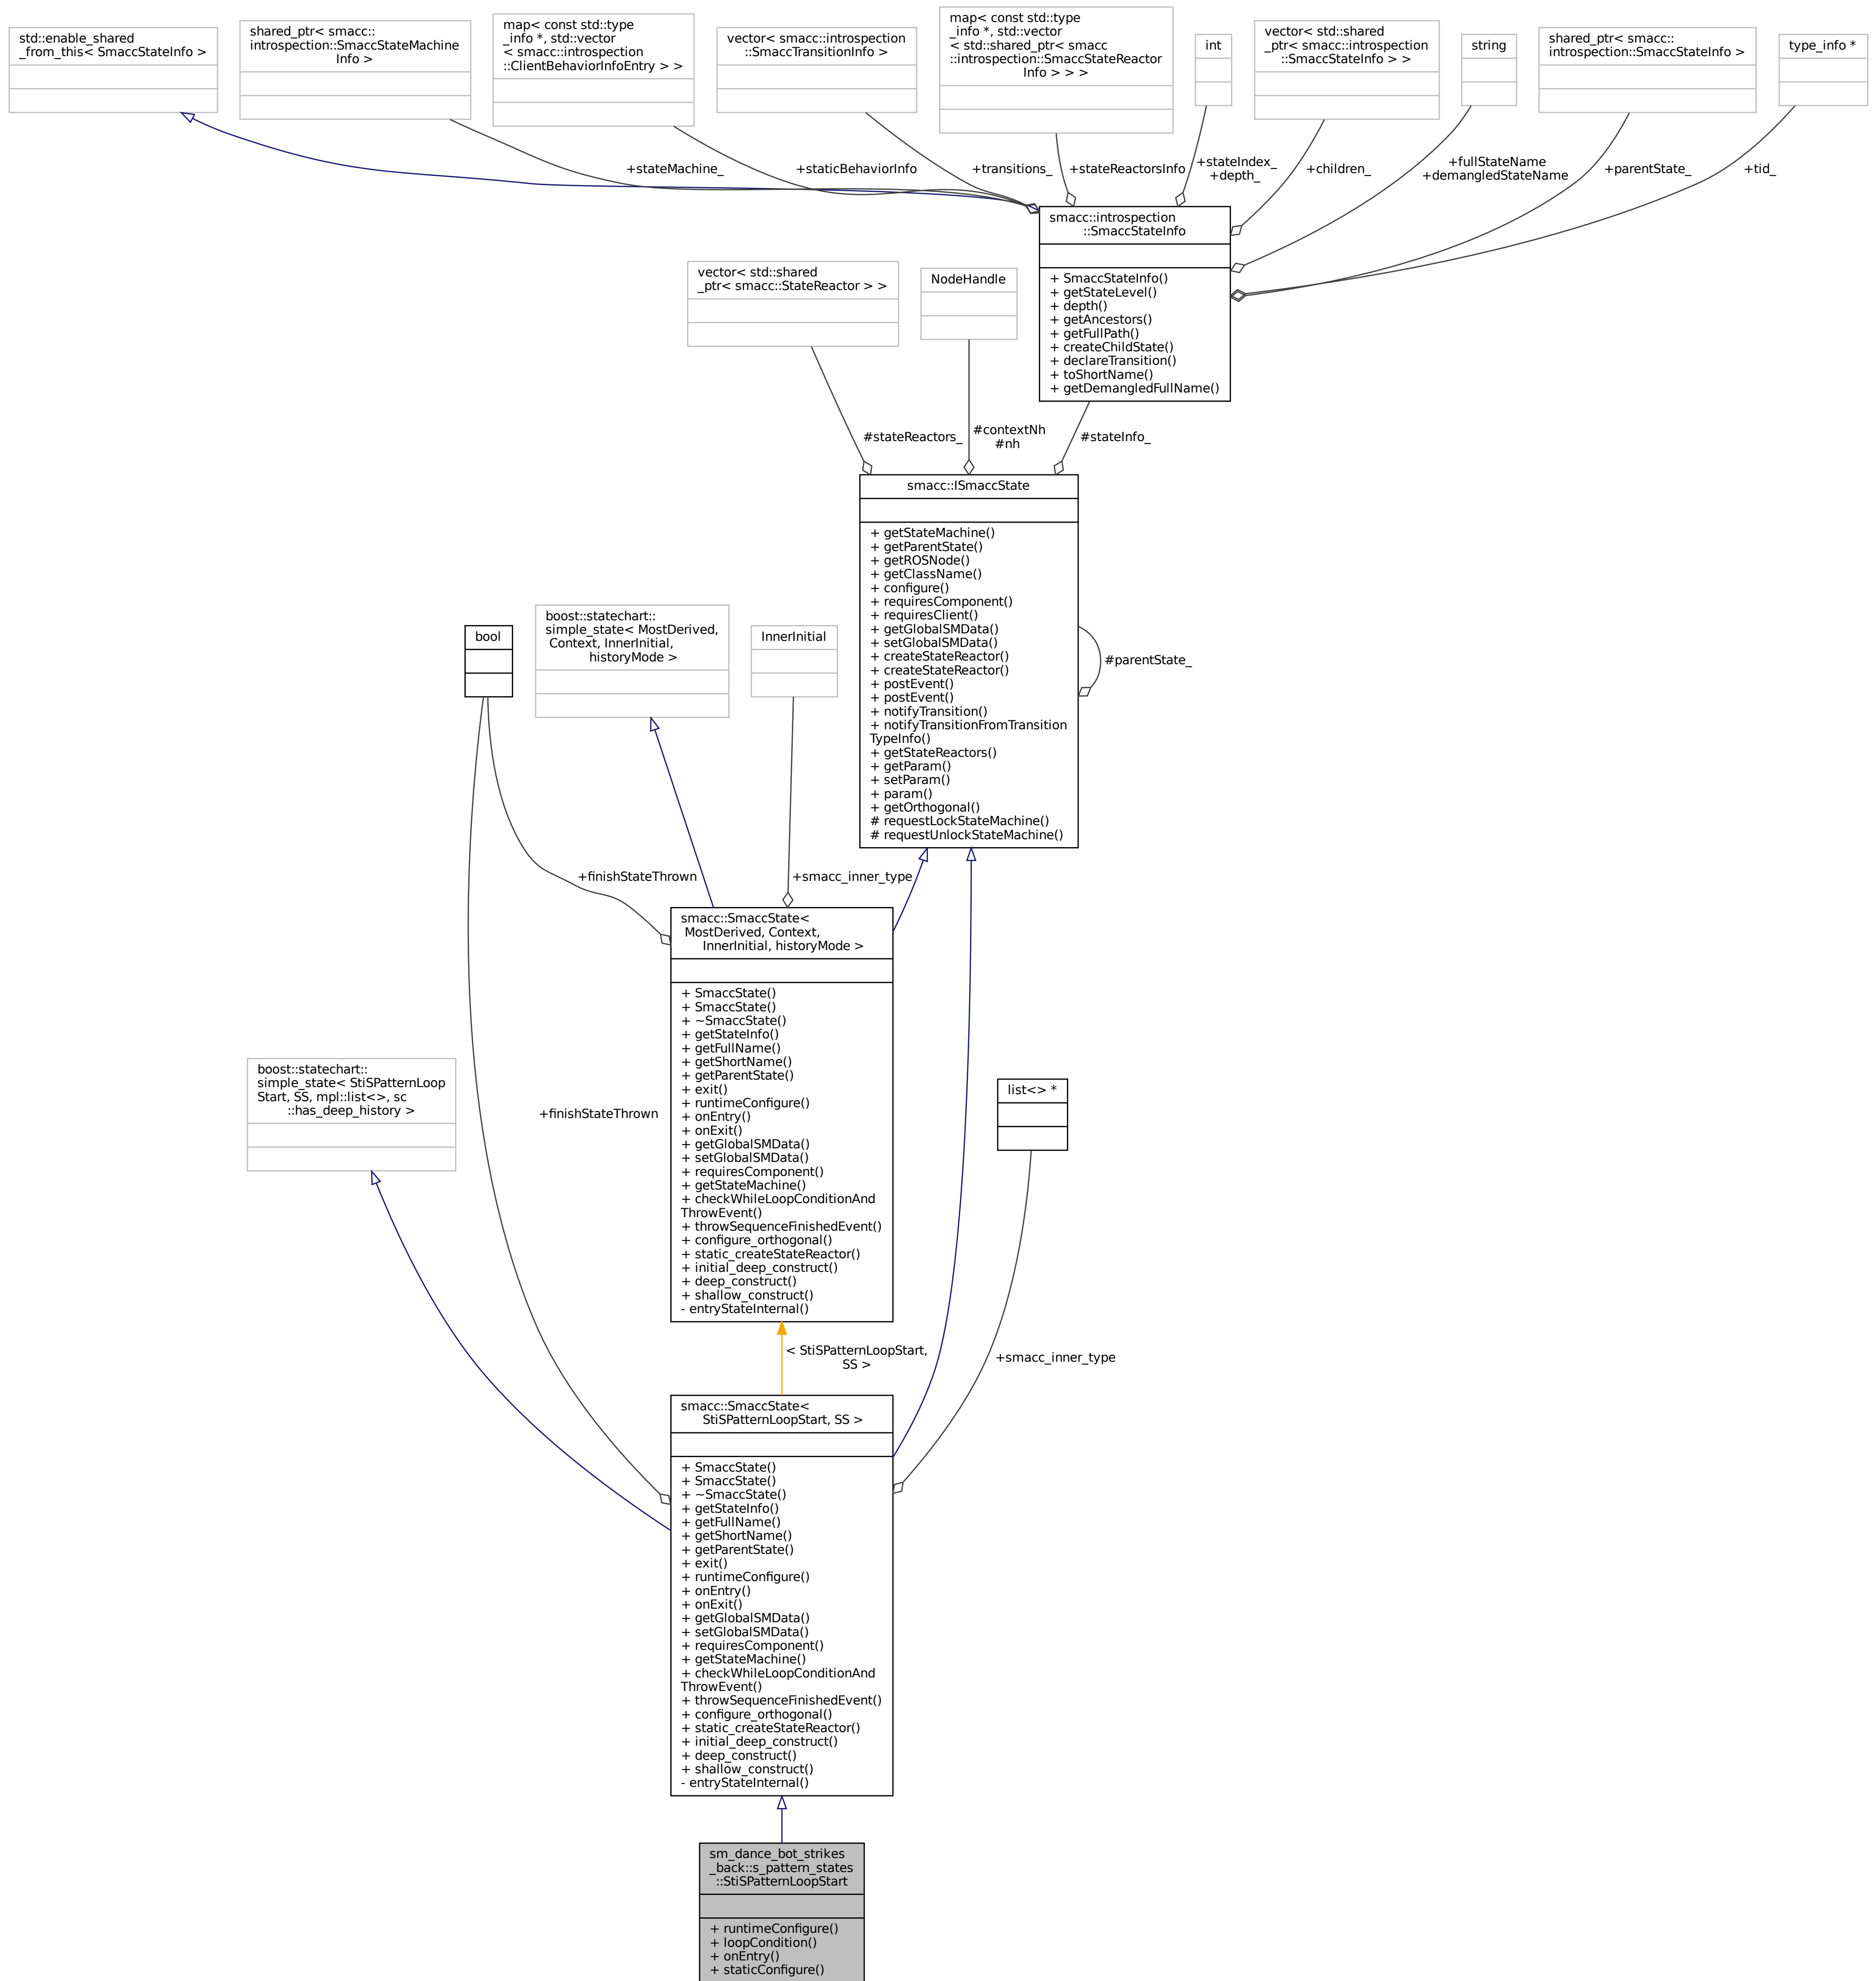 std::enable_shared
_from_this< SmaccStateInfo >
shared_ptr< smacc::
introspection::SmaccStateMachine
Info >
map< const std::type
_info *, std::vector
< smacc::introspection
::ClientBehaviorInfoEntry > >
vector< smacc::introspection
::SmaccTransitionInfo >
map< const std::type
_info *, std::vector
< std::shared_ptr< smacc
::introspection::SmaccStateReactor
Info > > >
int
vector< std::shared
_ptr< smacc::introspection
::SmaccStateInfo > >
string
shared_ptr< smacc::
introspection::SmaccStateInfo >
type_info *
+stateMachine_
+staticBehaviorInfo
+transitions_
+stateReactorsInfo
+stateIndex_
+depth_
+children_
+fullStateName
+demangledStateName
+parentState_
+tid_
smacc::introspection
::SmaccStateInfo
+ SmaccStateInfo()
+ getStateLevel()
+ depth()
+ getAncestors()
+ getFullPath()
+ createChildState()
+ declareTransition()
+ toShortName()
+ getDemangledFullName()
vector< std::shared
_ptr< smacc::StateReactor > >
NodeHandle
#stateReactors_
#contextNh
#nh
#stateInfo_
smacc::ISmaccState
+ getStateMachine()
+ getParentState()
+ getROSNode()
+ getClassName()
+ configure()
+ requiresComponent()
+ requiresClient()
+ getGlobalSMData()
+ setGlobalSMData()
+ createStateReactor()
+ createStateReactor()
+ postEvent()
+ postEvent()
+ notifyTransition()
+ notifyTransitionFromTransition
TypeInfo()
+ getStateReactors()
+ getParam()
+ setParam()
+ param()
+ getOrthogonal()
# requestLockStateMachine()
# requestUnlockStateMachine()
#parentState_
bool
boost::statechart::
simple_state< MostDerived,
Context, InnerInitial,
historyMode >
InnerInitial
+finishStateThrown
+smacc_inner_type
smacc::SmaccState<
MostDerived, Context,
InnerInitial, historyMode >
+ SmaccState()
+ SmaccState()
+ ~SmaccState()
+ getStateInfo()
+ getFullName()
+ getShortName()
+ getParentState()
+ exit()
+ runtimeConfigure()
+ onEntry()
+ onExit()
+ getGlobalSMData()
+ setGlobalSMData()
+ requiresComponent()
+ getStateMachine()
+ checkWhileLoopConditionAnd
ThrowEvent()
+ throwSequenceFinishedEvent()
+ configure_orthogonal()
+ static_createStateReactor()
+ initial_deep_construct()
+ deep_construct()
+ shallow_construct()
- entryStateInternal()
boost::statechart::
simple_state< StiSPatternLoop
Start, SS, mpl::list<>, sc
::has_deep_history >
+finishStateThrown
list<> *
< StiSPatternLoopStart,
SS >
+smacc_inner_type
smacc::SmaccState<
StiSPatternLoopStart, SS >
+ SmaccState()
+ SmaccState()
+ ~SmaccState()
+ getStateInfo()
+ getFullName()
+ getShortName()
+ getParentState()
+ exit()
+ runtimeConfigure()
+ onEntry()
+ onExit()
+ getGlobalSMData()
+ setGlobalSMData()
+ requiresComponent()
+ getStateMachine()
+ checkWhileLoopConditionAnd
ThrowEvent()
+ throwSequenceFinishedEvent()
+ configure_orthogonal()
+ static_createStateReactor()
+ initial_deep_construct()
+ deep_construct()
+ shallow_construct()
- entryStateInternal()
sm_dance_bot_strikes
_back::s_pattern_states
::StiSPatternLoopStart
+ runtimeConfigure()
+ loopCondition()
+ onEntry()
+ staticConfigure()